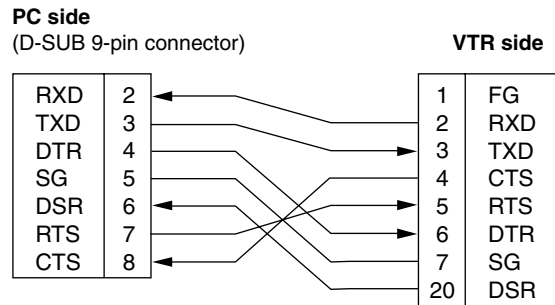 PC side
(D-SUB 9-pin connector)
VTR side
RXD 2
TXD 3
DTR 4
SG 5
DSR 6
RTS 7
CTS 8
1 FG
2 RXD
3 TXD
4 CTS
5 RTS
6 DTR
7 SG
20 DSR